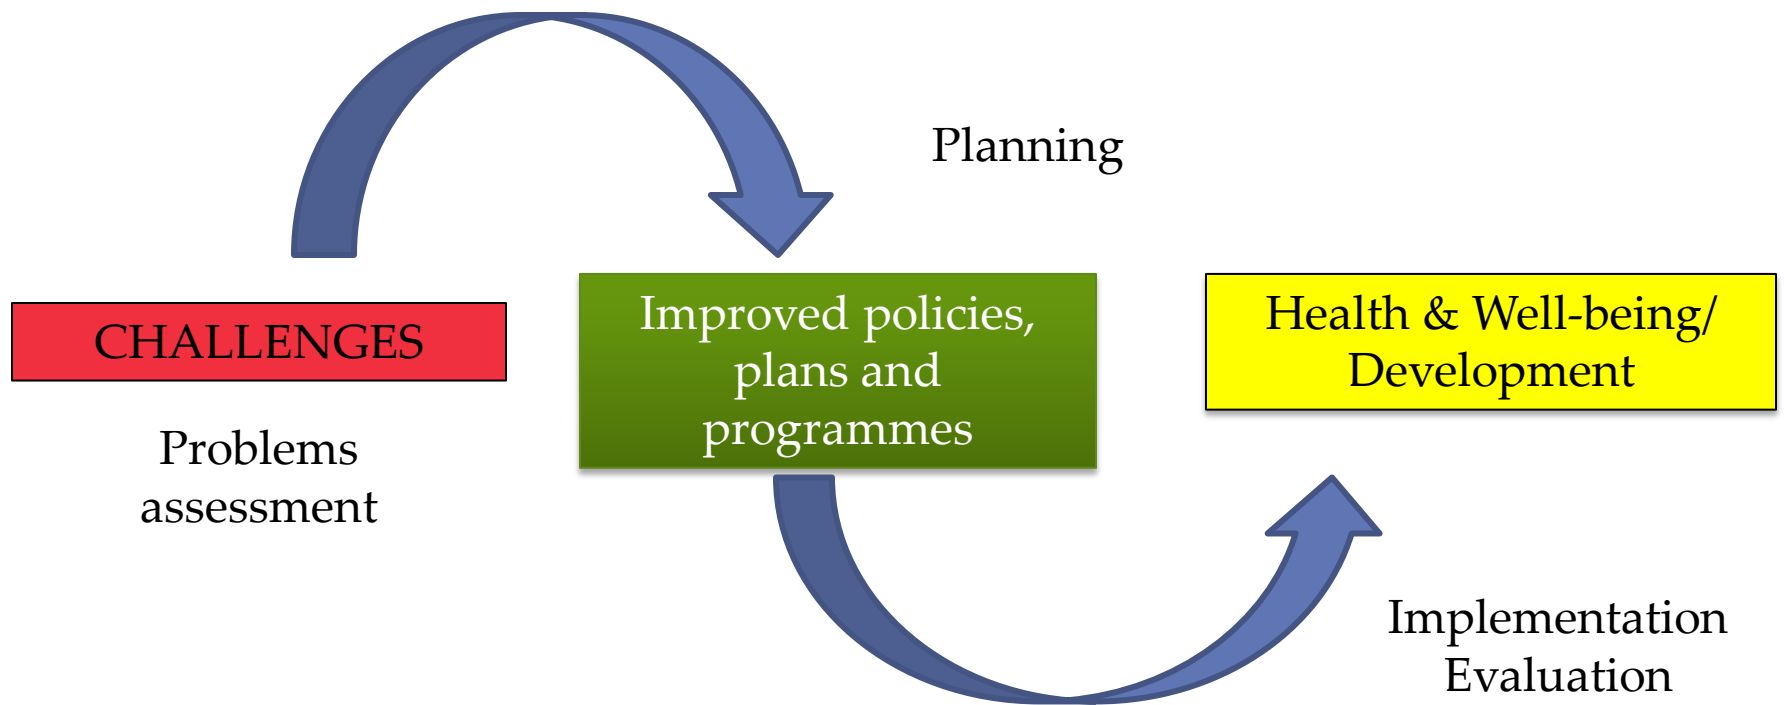 Planning
CHALLENGES
Problems
assessment
Improved policies,
plans and
programmes
Health & Well-being/
Development
Implementation
Evaluation